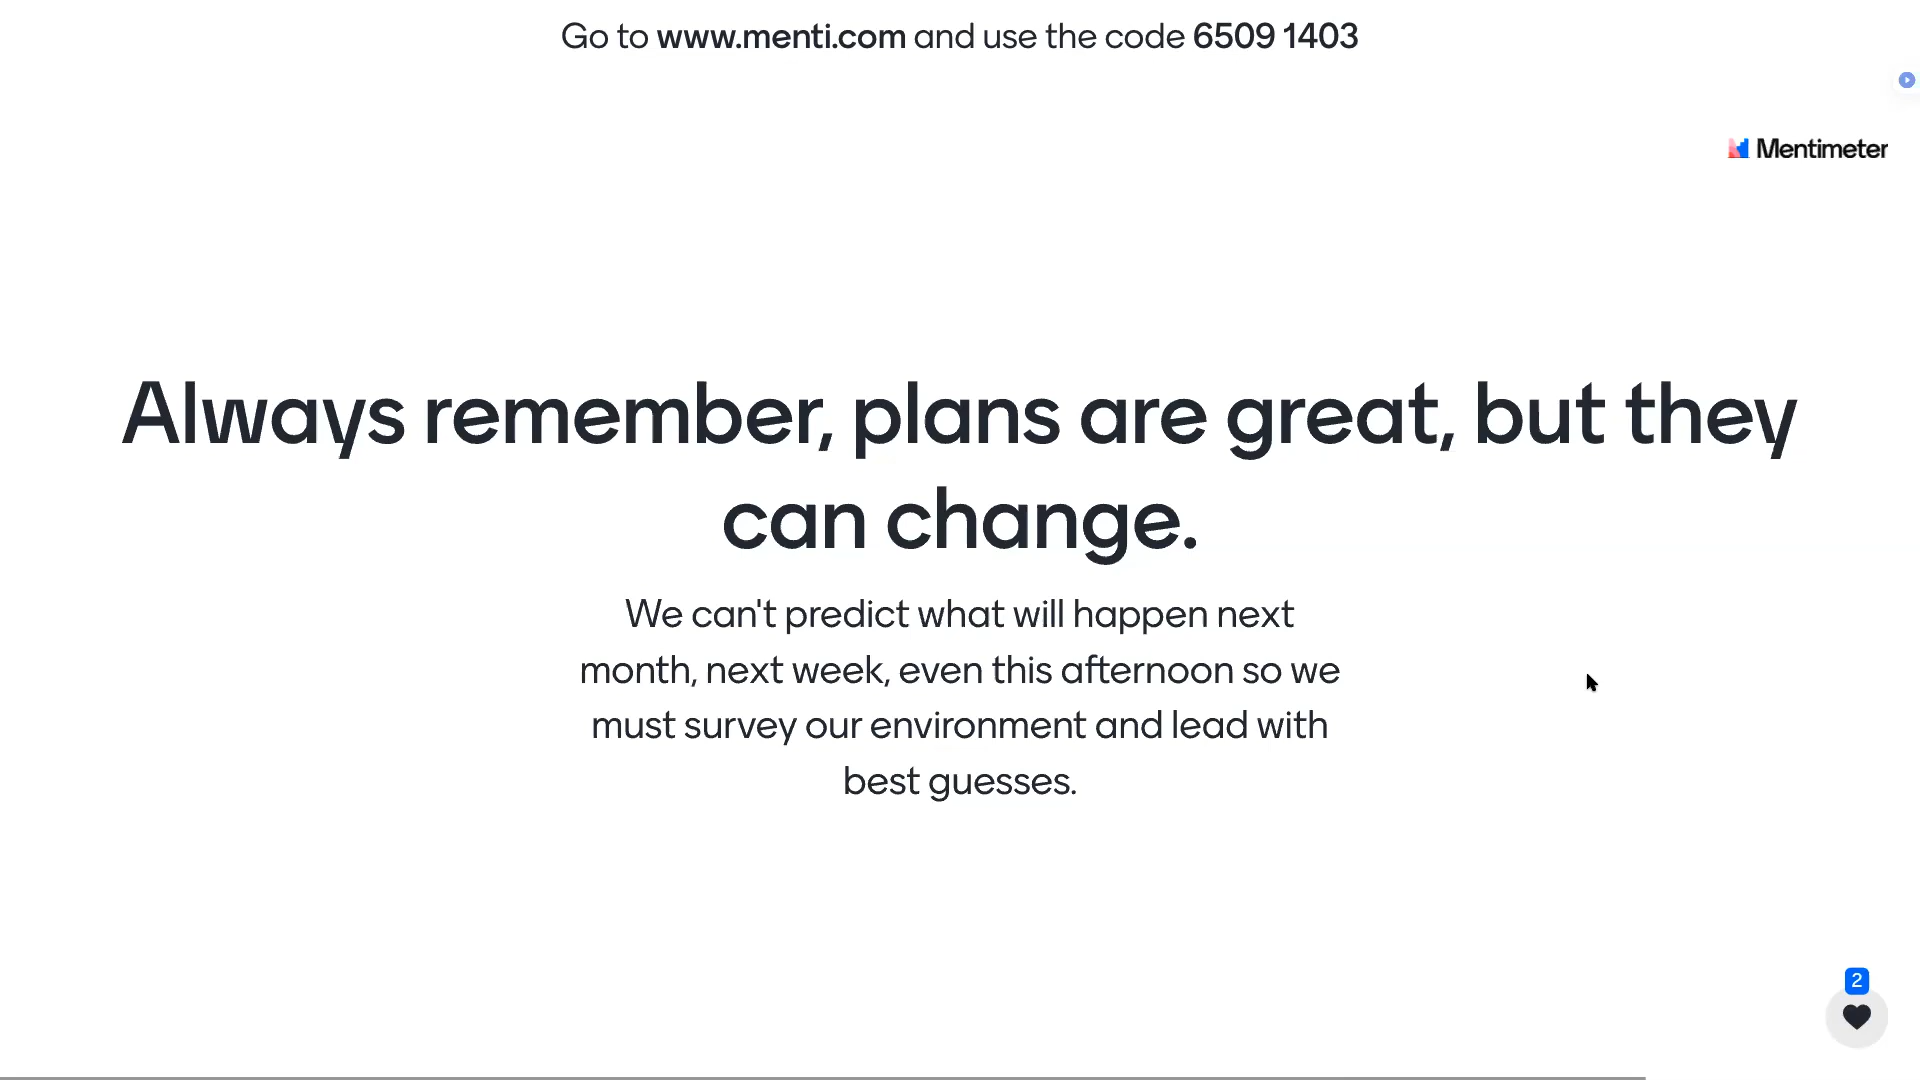 Go to www.menti.com and use the code 6509 1403
Mentimeter
Always remember, plans are great, but they
can change.
We can't predict what will happen next
month, next week, even this afternoon so we
must survey our environment and lead with
best guesses.
2